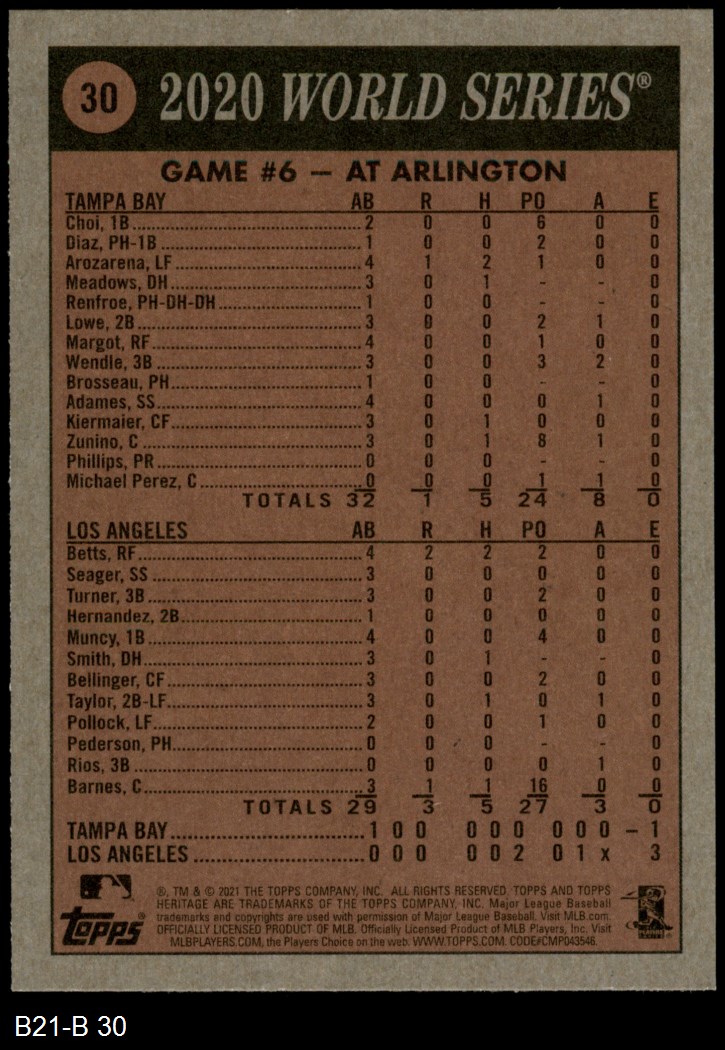 30 2020 WORLD SERIES®
GAME #6 — AT ARLINGTON
TAMPA BAY AB R H PO A E
Choi, 1B 2 0 0 6 0 0
Diaz, PH-1B 1 0 0 2 0 0
Arozarena, LF 4 1 2 1 0 0
Meadows, DH 3 0 1 - - 0
Renfroe, PH-DH-DH 1 0 0 - - 0
Lowe, 2B 3 0 0 2 1 0
Margot, RF 4 0 0 1 0 0
Wendle, 3B 3 0 0 3 2 0
Brosseau, PH 1 0 0 - - 0
Adames, SS 4 0 0 0 1 0
Kiermaier, CF 3 0 1 0 0 0
Zunino, C 3 0 1 8 1 0
Phillips, PR 0 0 0 - - 0
Michael Perez, C 0 0 0 1 1 0
TOTALS 32 1 5 24 8 0
LOS ANGELES AB R H PO A E
Betts, RF 4 2 2 2 0 0
Seager, SS 3 0 0 0 0 0
Turner, 3B 3 0 0 2 0 0
Hernandez, 2B 1 0 0 0 0 0
Muncy, 1B 4 0 0 4 0 0
Smith, DH 3 0 1 - - 0
Bellinger, CF 3 0 0 2 0 0
Taylor, 2B-LF 3 0 1 0 1 0
Pollock, LF 2 0 0 1 0 0
Pederson, PH 0 0 0 - - 0
Rios, 3B 0 0 0 0 1 0
Barnes, C 3 1 1 16 0 0
TOTALS 29 3 5 27 3 0
TAMPA BAY 1 0 0 0 0 0 0 0 0 – 1
LOS ANGELES 0 0 0 0 0 2 0 1 x 3
®, TM & © 2021 THE TOPPS COMPANY, INC. ALL RIGHTS RESERVED. TOPPS AND TOPPS
HERITAGE ARE TRADEMARKS OF THE TOPPS COMPANY, INC. Major League Baseball
trademarks and copyrights are used with permission of Major League Baseball. Visit MLB.com.
OFFICIALLY LICENSED PRODUCT OF MLB. Officially Licensed Product of MLB Players, Inc. Visit
MLBPLAYERS.COM, the Players Choice on the web. WWW.TOPPS.COM. CODE#CMP043546.
Topps®
B21-B 30